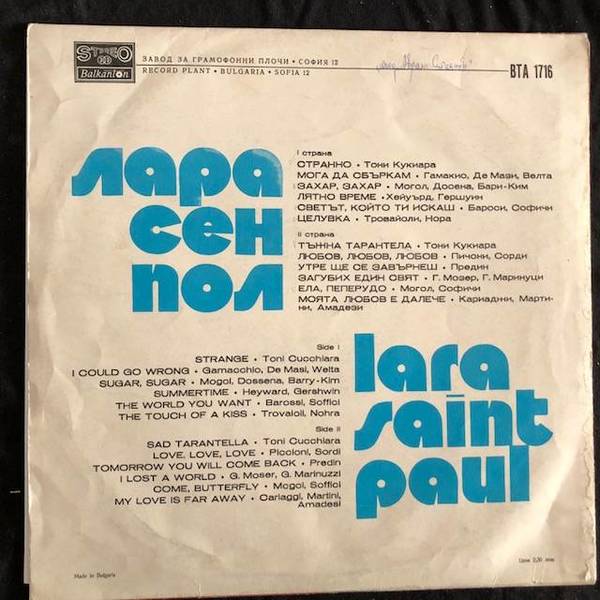 STEREO
Balkanton
ЗАВОД ЗА ГРАМОФОННИ ПЛОЧИ • СОФИЯ 12
RECORD PLANT • BULGARIA • SOFIA 12
BTA 1716
лара
сен
пол
I страна
СТРАННО • Тони Кукиара
МОГА ДА СБЪРКАМ • Гамакио, Де Мази, Велта
ЗАХАР, ЗАХАР • Могол, Досена, Бари-Ким
ЛЯТНО ВРЕМЕ • Хейуърд, Гершуин
СВЕТЪТ, КОЙТО ТИ ИСКАШ • Бароси, Софичи
ЦЕЛУВКА • Тровайоли, Нора
II страна
ТЪЖНА ТАРАНТЕЛА • Тони Кукиара
ЛЮБОВ, ЛЮБОВ, ЛЮБОВ • Пичони, Сорди
УТРЕ ЩЕ СЕ ЗАВЪРНЕШ • Предин
ЗАГУБИХ ЕДИН СВЯТ • Г. Мозер, Г. Маринуци
ЕЛА, ПЕПЕРУДО • Могол, Софичи
МОЯТА ЛЮБОВ Е ДАЛЕЧЕ • Кариаджи, Марти-
ни, Амадези
Side I
STRANGE • Toni Cucchiara
I COULD GO WRONG • Gamacchio, De Masi, Welta
SUGAR, SUGAR • Mogol, Dossena, Barry-Kim
SUMMERTIME • Heyward, Gershwin
THE WORLD YOU WANT • Barossi, Soffici
THE TOUCH OF A KISS • Trovaioli, Nohra
Side II
SAD TARANTELLA • Toni Cucchiara
LOVE, LOVE, LOVE • Piccioni, Sordi
TOMORROW YOU WILL COME BACK • Predin
I LOST A WORLD • G. Moser, G. Marinuzzi
COME, BUTTERFLY • Mogol, Soffici
MY LOVE IS FAR AWAY • Cariaggi, Martini,
Amadesi
lara
saint
paul
Made in Bulgaria
Цена 2,30 лева